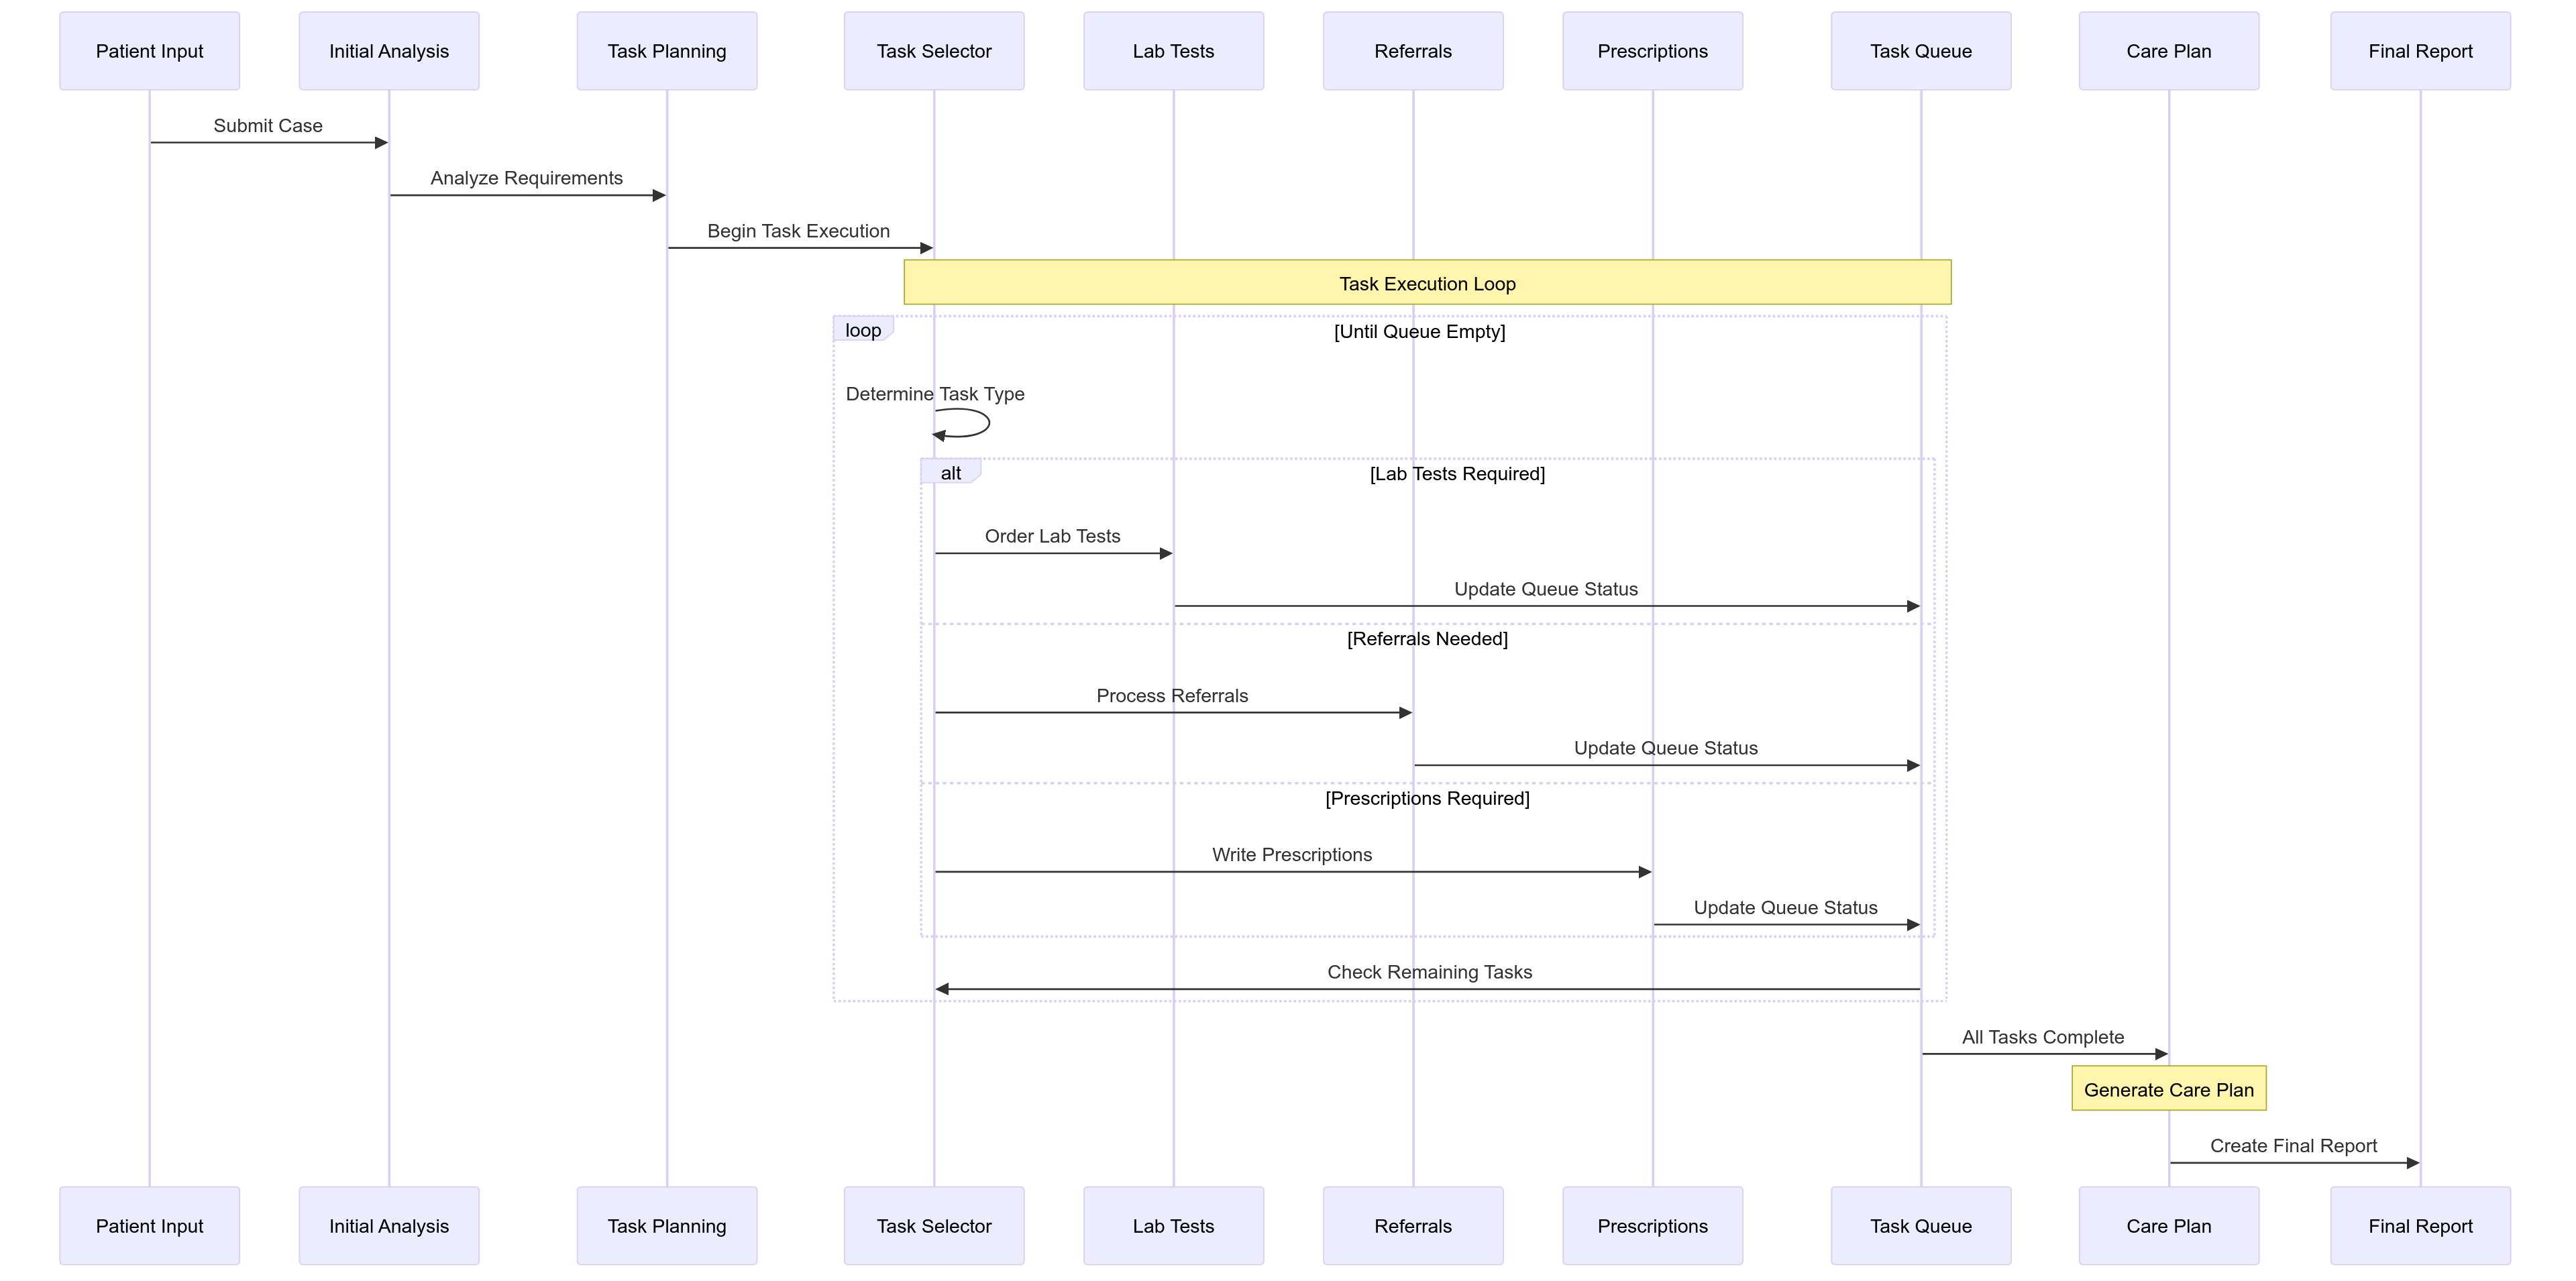 Patient Input
Initial Analysis
Task Planning
Task Selector
Lab Tests
Referrals
Prescriptions
Task Queue
Care Plan
Final Report
Submit Case
Analyze Requirements
Begin Task Execution
Task Execution Loop
loop
[Until Queue Empty]
Determine Task Type
alt
[Lab Tests Required]
Order Lab Tests
Update Queue Status
[Referrals Needed]
Process Referrals
Update Queue Status
[Prescriptions Required]
Write Prescriptions
Update Queue Status
Check Remaining Tasks
All Tasks Complete
Generate Care Plan
Create Final Report
Patient Input
Initial Analysis
Task Planning
Task Selector
Lab Tests
Referrals
Prescriptions
Task Queue
Care Plan
Final Report